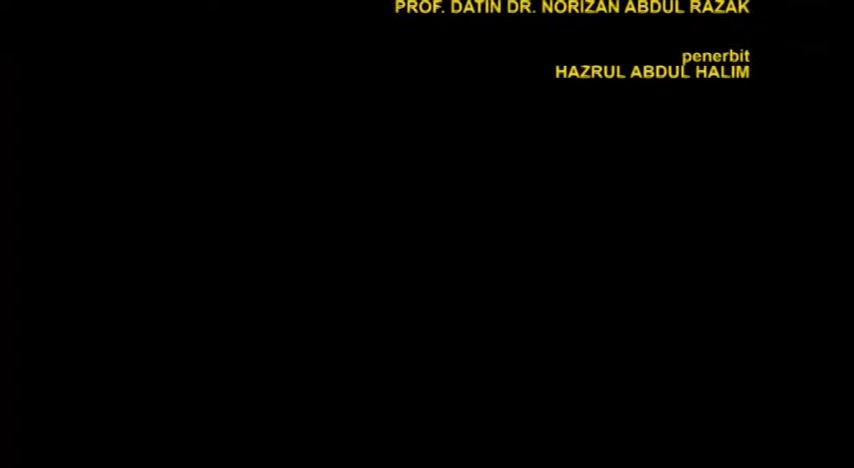 PROF. DATIN DR. NORIZAN ABDUL RAZAK
penerbit
HAZRUL ABDUL HALIM